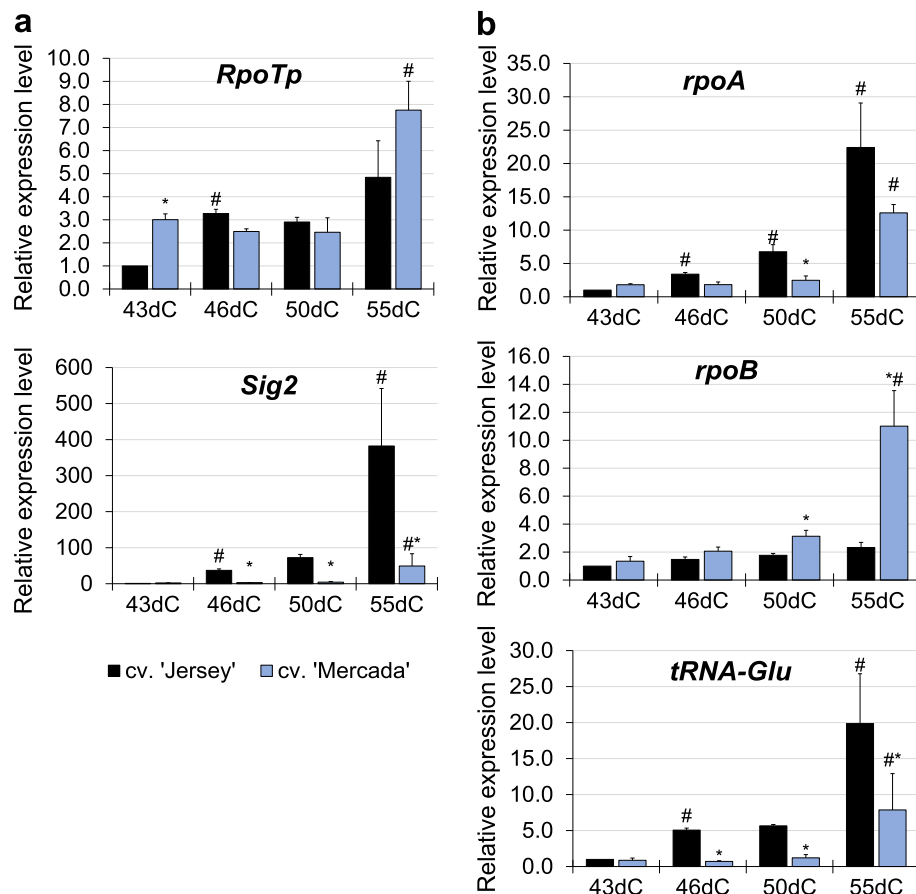 a
RpoTp
Relative expression level
10.0
9.0
8.0
7.0
6.0
5.0
4.0
3.0
2.0
1.0
0.0
#
* #
43dC 46dC 50dC 55dC
Sig2
Relative expression level
600
500
400
300
200
100
0
#
#*
# * *
43dC 46dC 50dC 55dC
cv. 'Jersey' cv. 'Mercada'
b
rpoA
Relative expression level
35.0
30.0
25.0
20.0
15.0
10.0
5.0
0.0
#
#
# # *
43dC 46dC 50dC 55dC
rpoB
Relative expression level
16.0
14.0
12.0
10.0
8.0
6.0
4.0
2.0
0.0
*#
*
43dC 46dC 50dC 55dC
tRNA-Glu
Relative expression level
30.0
25.0
20.0
15.0
10.0
5.0
0.0
#
#*
# * *
43dC 46dC 50dC 55dC